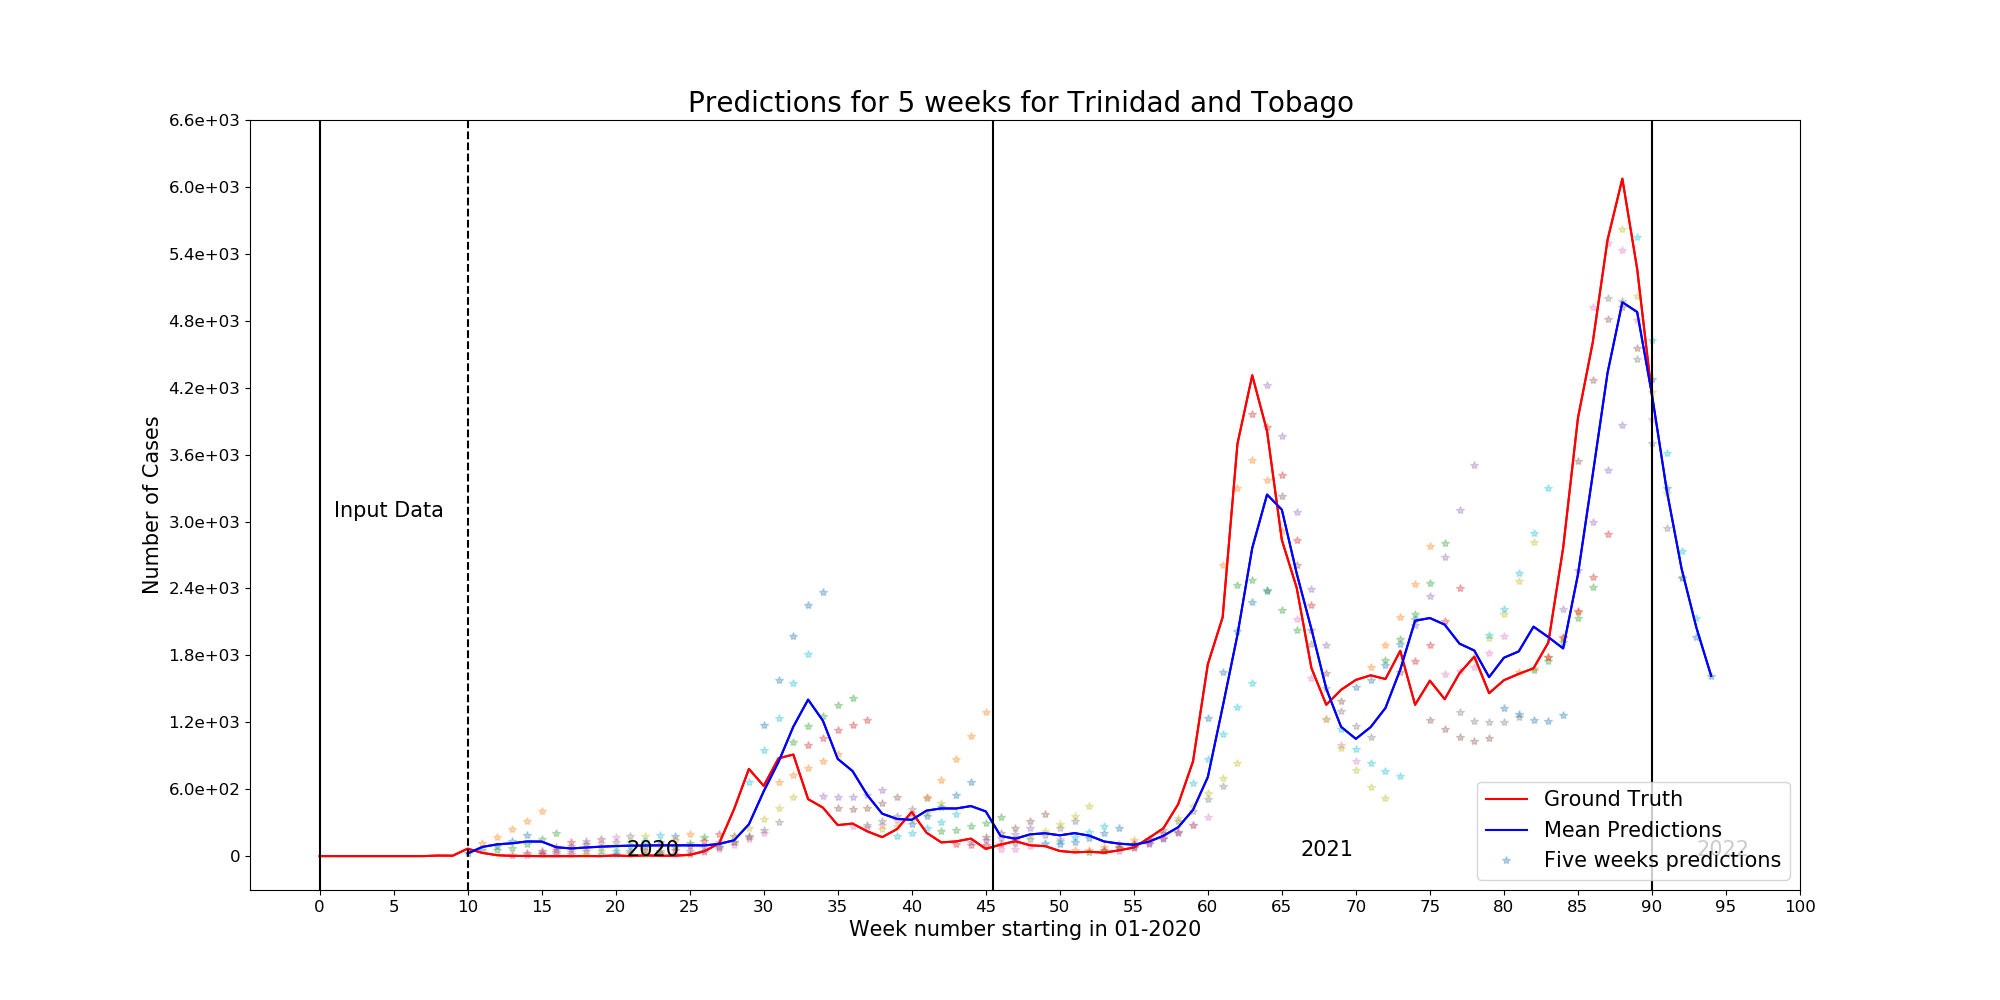 Predictions for 5 weeks for Trinidad and Tobago
6.6e+03
6.0e+03
5.4e+03
4.8e+03
4.2e+03
3.6e+03
3.0e+03
2.4e+03
1.8e+03
1.2e+03
6.0e+02
0
Number of Cases
Input Data
2020
2021
2022
Ground Truth
Mean Predictions
Five weeks predictions
0 5 10 15 20 25 30 35 40 45 50 55 60 65 70 75 80 85 90 95 100
Week number starting in 01-2020